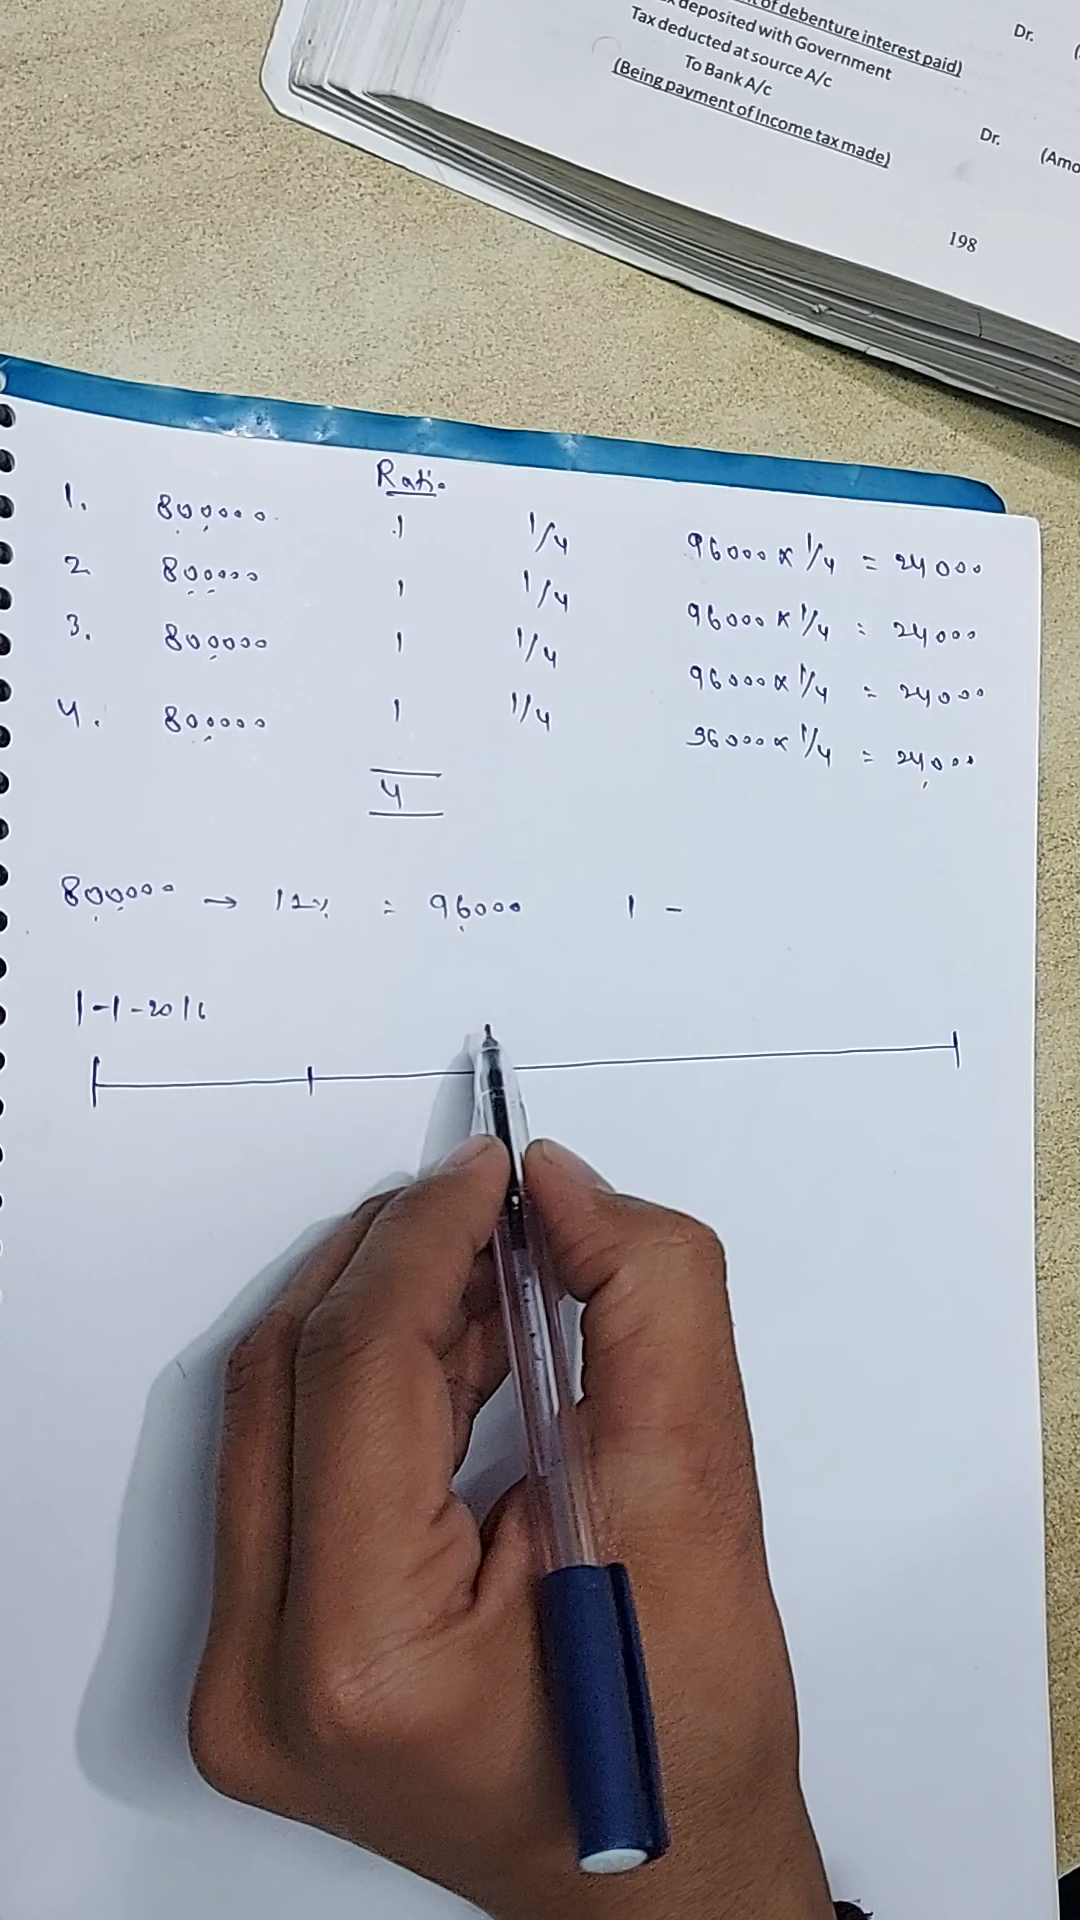 of debenture interest paid)
deposited with Government
Tax deducted at source A/c Dr.
To Bank A/c
(Being payment of Income tax made)
Dr. (Amo
198
Ratio
1. 800000 1 1/4 96000 x 1/4 = 24000
2 800000 1 1/4 96000 x 1/4 = 24000
3. 800000 1 1/4 96000 x 1/4 = 24000
4. 800000 1 1/4 96000 x 1/4 = 24000
4
800000 → 12% = 96000 1 -
1-1-2016